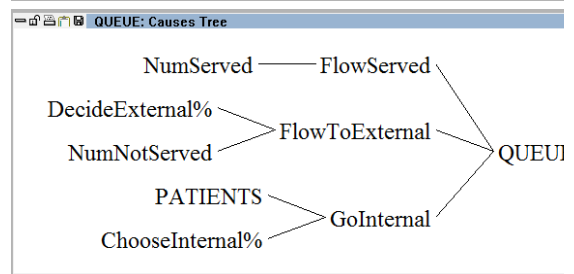 QUEUE: Causes Tree
NumServed FlowServed
DecideExternal%
FlowToExternal
NumNotServed
QUEUE
PATIENTS
GoInternal
ChooseInternal%